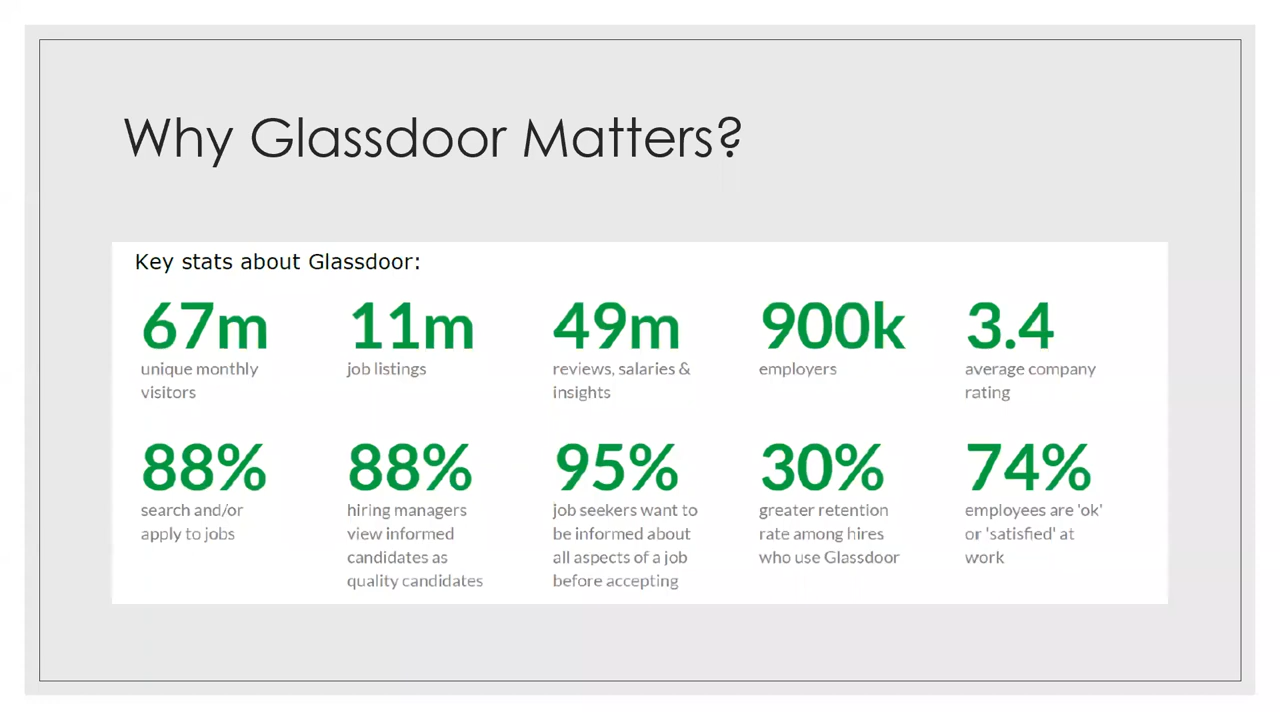 Why Glassdoor Matters?
Key stats about Glassdoor:
67m
unique monthly
visitors
11m
job listings
49m
reviews, salaries &
insights
900k
employers
3.4
average company
rating
88%
search and/or
apply to jobs
88%
hiring managers
view informed
candidates as
quality candidates
95%
job seekers want to
be informed about
all aspects of a job
before accepting
30%
greater retention
rate among hires
who use Glassdoor
74%
employees are 'ok'
or 'satisfied' at
work